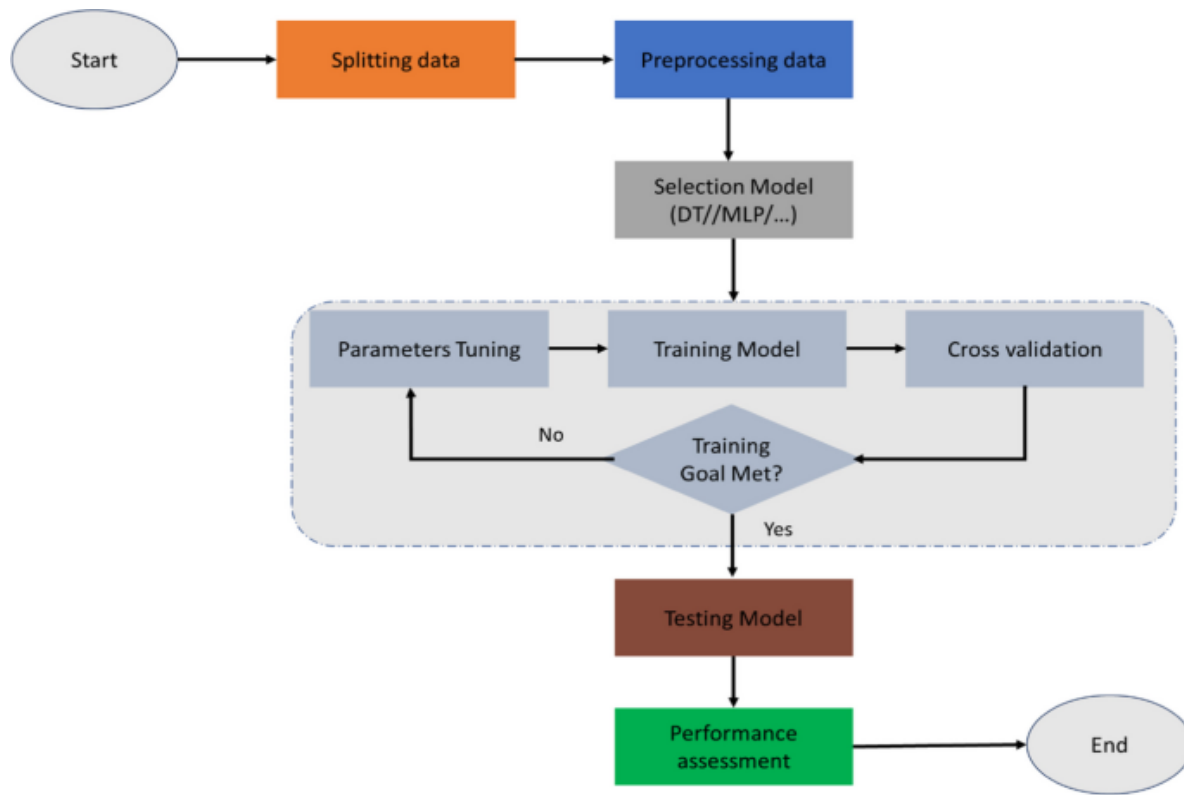 Start
Splitting data
Preprocessing data
Selection Model
(DT//MLP/...)
Parameters Tuning
Training Model
Cross validation
No
Training
Goal Met?
Yes
Testing Model
Performance
assessment
End